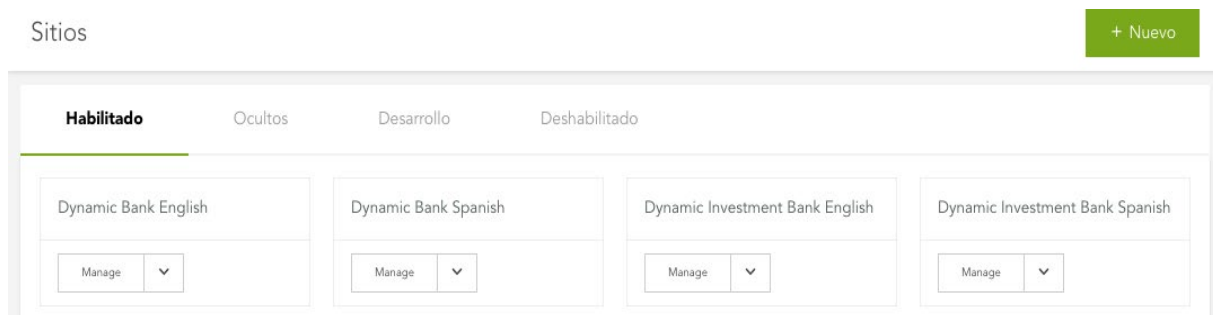 Sitios
+ Nuevo
Habilitado Ocultos Desarrollo Deshabilitado
Dynamic Bank English Dynamic Bank Spanish Dynamic Investment Bank English Dynamic Investment Bank Spanish
Manage Manage Manage Manage